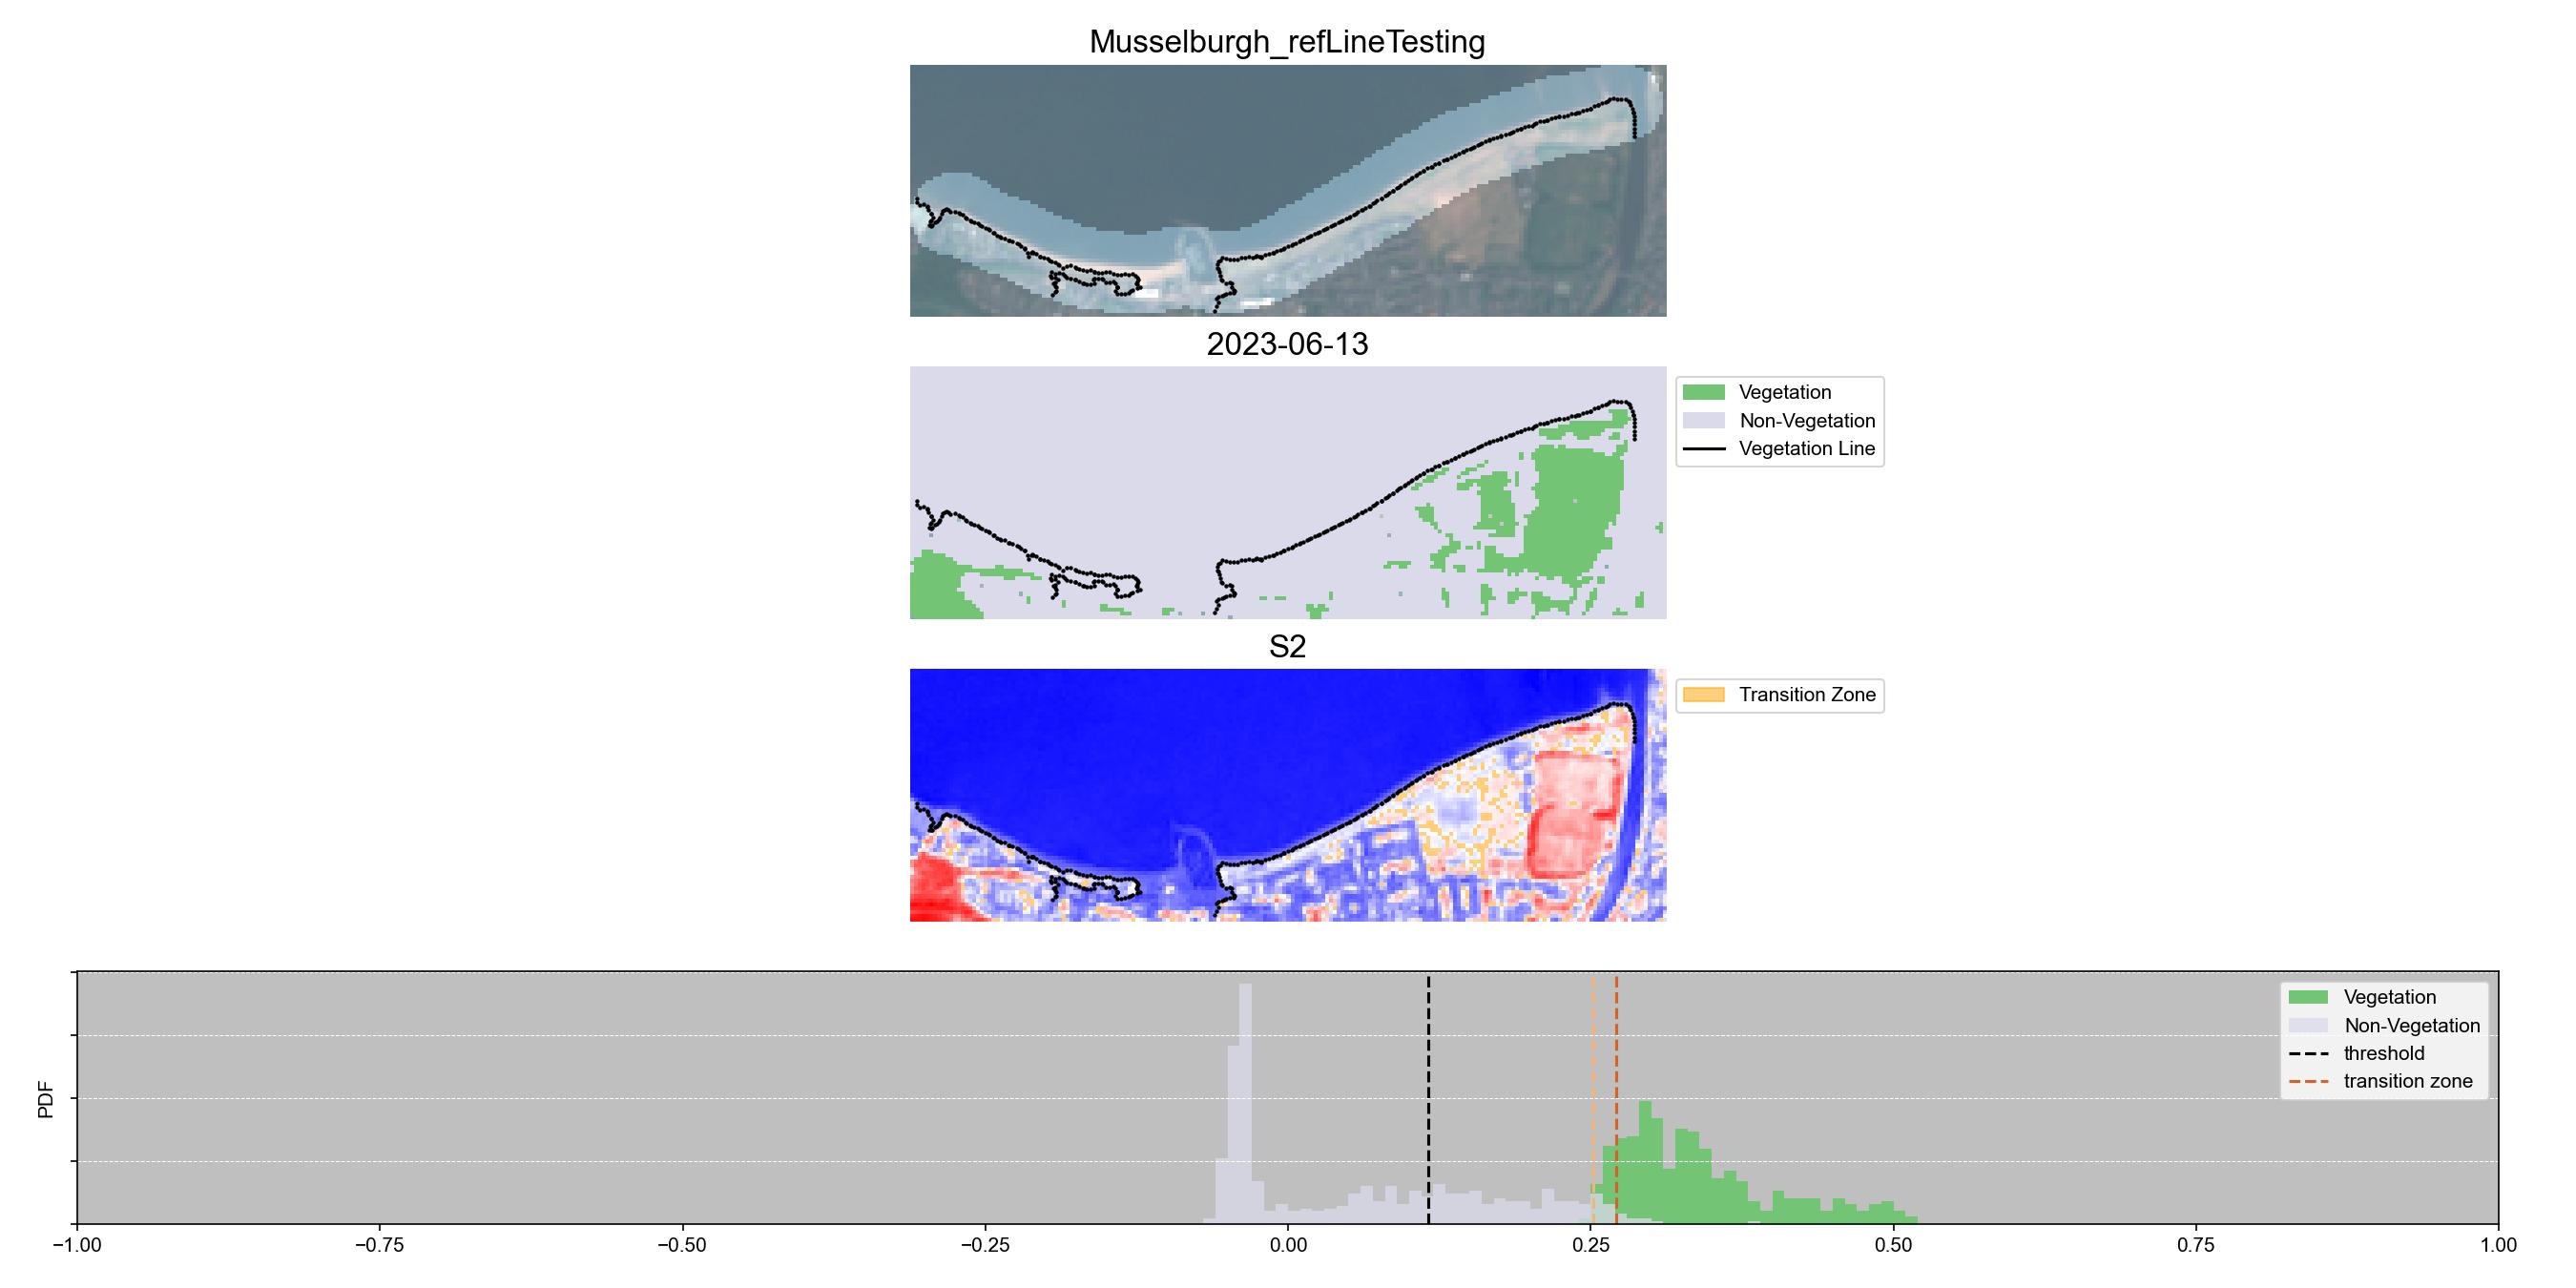 Musselburgh_refLineTesting
2023-06-13
Vegetation
Non-Vegetation
Vegetation Line
S2
Transition Zone
PDF
Vegetation
Non-Vegetation
threshold
transition zone
−1.00 −0.75 −0.50 −0.25 0.00 0.25 0.50 0.75 1.00